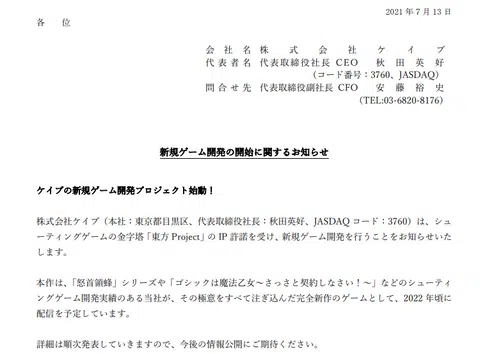 2021 年 7 月 13 日
各 位
会 社 名 株 式 会 社 ケ イ ブ
代 表 者 名 代表取締役社長 CEO 秋 田 英 好
(コード番号:3760、JASDAQ)
問合せ先 代表取締役副社長 CFO 安 藤 裕 史
(TEL:03-6820-8176)
新規ゲーム開発の開始に関するお知らせ
ケイブの新規ゲーム開発プロジェクト始動!
株式会社ケイブ(本社:東京都目黒区、代表取締役社長:秋田英好、JASDAQ コード:3760)は、シュ
ーティングゲームの金字塔「東方 Project」の IP 許諾を受け、新規ゲーム開発を行うことをお知らせいた
します。
本作は、「怒首領蜂」シリーズや「ゴシックは魔法乙女~さっさと契約しなさい!~」などのシューティ
ングゲーム開発実績のある当社が、その極意をすべて注ぎ込んだ完全新作のゲームとして、2022 年頃に
配信を予定しています。
詳細は順次発表していきますので、今後の情報公開にご期待ください。